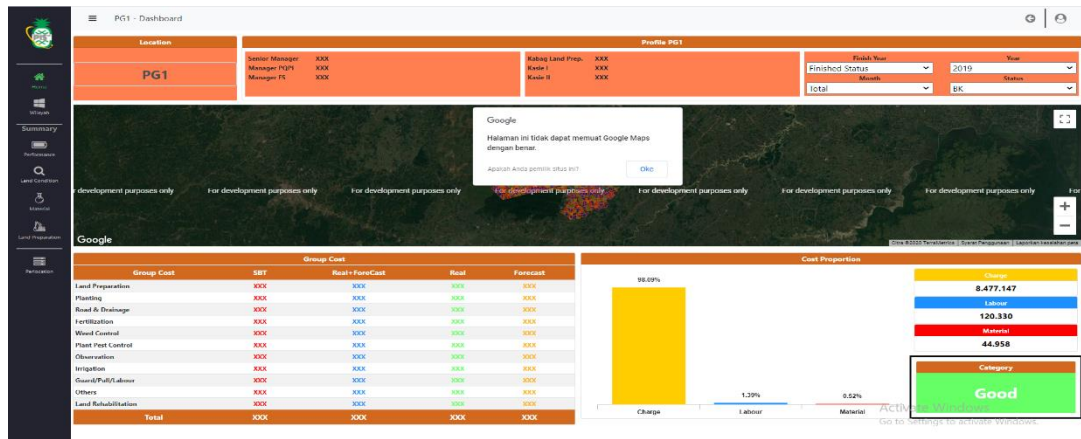 PG1 - Dashboard
Home
Wilayah
Summary
Performance
Land Condition
Material
Land Preparation
Location
PG1
Profile PG1
Senior Manager XXX
Manager PQPI XXX
Manager FS XXX
Kabag Land Prep. XXX
Kasie I XXX
Kasie II XXX
Finish Year
Finished Status
Year
2019
Month
Total
Status
BK
Google
Halaman ini tidak dapat memuat Google Maps dengan benar.
Apakah Anda pemilik situs ini?
Oke
r development purposes only
For development purposes only
For development purposes only
For development purposes only
For development purposes only
For development purposes only
For development purposes only
For
Google
Citra ©2020 TerraMetrics
Syarat Penggunaan
Laporkan kesalahan peta
Group Cost
Group Cost SBT Real+ForeCast Real Forecast
Land Preparation XXX XXX XXX XXX
Planting XXX XXX XXX XXX
Road & Drainage XXX XXX XXX XXX
Fertilization XXX XXX XXX XXX
Weed Control XXX XXX XXX XXX
Plant Pest Control XXX XXX XXX XXX
Observation XXX XXX XXX XXX
Irrigation XXX XXX XXX XXX
Guard/Pull/Labour XXX XXX XXX XXX
Others XXX XXX XXX XXX
Land Rehabilitation XXX XXX XXX XXX
Total XXX XXX XXX XXX
Cost Proportion
98.09%
1.39%
0.52%
Charge Labour Material
Charge
8.477.147
Labour
120.330
Material
44.958
Category
Good
Activate Windows
Go to Settings to activate Windows.